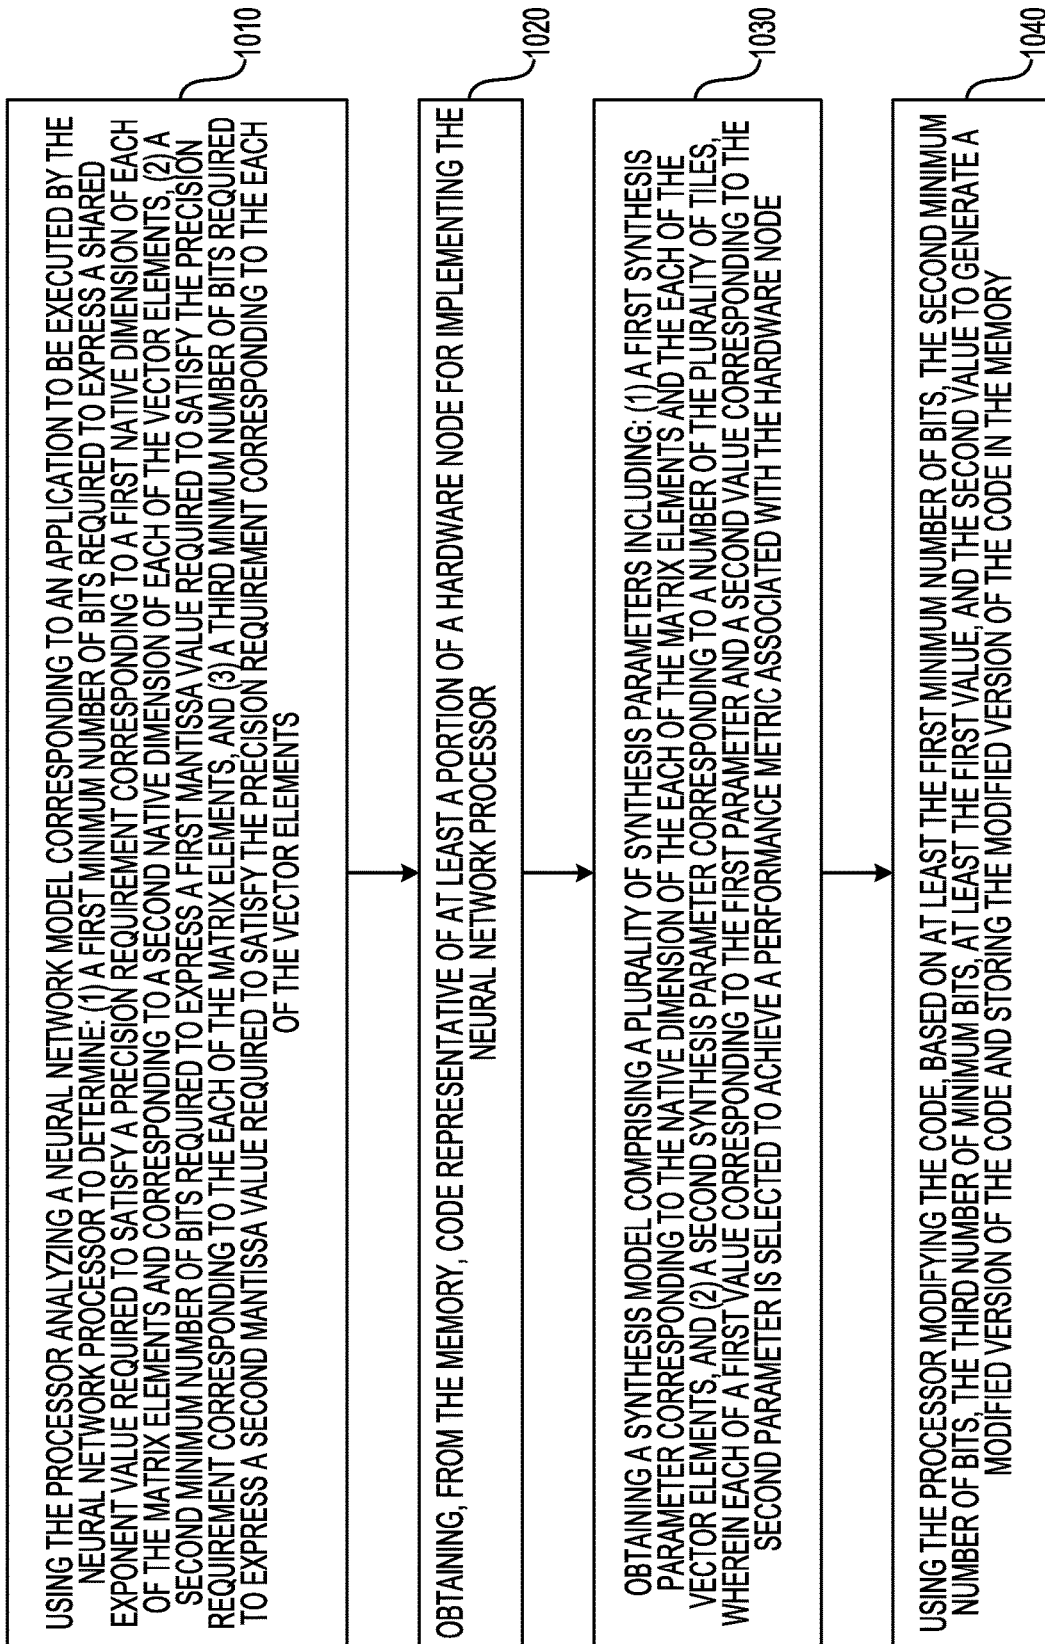 USING THE PROCESSOR ANALYZING A NEURAL NETWORK MODEL CORRESPONDING TO AN APPLICATION TO BE EXECUTED BY THE
NEURAL NETWORK PROCESSOR TO DETERMINE: (1) A FIRST MINIMUM NUMBER OF BITS REQUIRED TO EXPRESS A SHARED
EXPONENT VALUE REQUIRED TO SATISFY A PRECISION REQUIREMENT CORRESPONDING TO A FIRST NATIVE DIMENSION OF EACH
OF THE MATRIX ELEMENTS AND CORRESPONDING TO A SECOND NATIVE DIMENSION OF EACH OF THE VECTOR ELEMENTS, (2) A
SECOND MINIMUM NUMBER OF BITS REQUIRED TO EXPRESS A FIRST MANTISSA VALUE REQUIRED TO SATISFY THE PRECISION
REQUIREMENT CORRESPONDING TO THE EACH OF THE MATRIX ELEMENTS, AND (3) A THIRD MINIMUM NUMBER OF BITS REQUIRED
TO EXPRESS A SECOND MANTISSA VALUE REQUIRED TO SATISFY THE PRECISION REQUIREMENT CORRESPONDING TO THE EACH
OF THE VECTOR ELEMENTS
1010
OBTAINING, FROM THE MEMORY, CODE REPRESENTATIVE OF AT LEAST A PORTION OF A HARDWARE NODE FOR IMPLEMENTING THE
NEURAL NETWORK PROCESSOR
1020
OBTAINING A SYNTHESIS MODEL COMPRISING A PLURALITY OF SYNTHESIS PARAMETERS INCLUDING: (1) A FIRST SYNTHESIS
PARAMETER CORRESPONDING TO THE NATIVE DIMENSION OF THE EACH OF THE MATRIX ELEMENTS AND THE EACH OF THE
VECTOR ELEMENTS, AND (2) A SECOND SYNTHESIS PARAMETER CORRESPONDING TO A NUMBER OF THE PLURALITY OF TILES,
WHEREIN EACH OF A FIRST VALUE CORRESPONDING TO THE FIRST PARAMETER AND A SECOND VALUE CORRESPONDING TO THE
SECOND PARAMETER IS SELECTED TO ACHIEVE A PERFORMANCE METRIC ASSOCIATED WITH THE HARDWARE NODE
1030
USING THE PROCESSOR MODIFYING THE CODE, BASED ON AT LEAST THE FIRST MINIMUM NUMBER OF BITS, THE SECOND MINIMUM
NUMBER OF BITS, THE THIRD NUMBER OF MINIMUM BITS, AT LEAST THE FIRST VALUE, AND THE SECOND VALUE TO GENERATE A
MODIFIED VERSION OF THE CODE AND STORING THE MODIFIED VERSION OF THE CODE IN THE MEMORY
1040